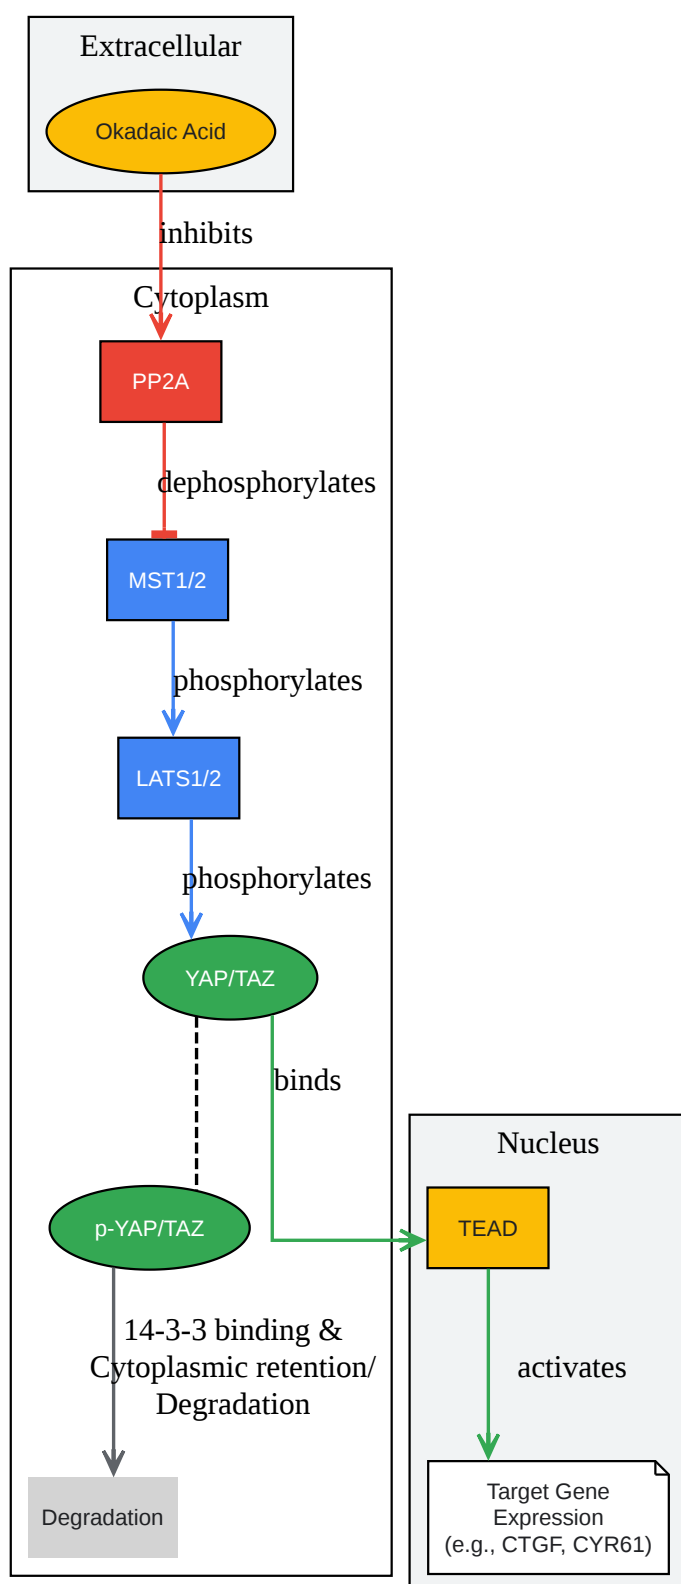 Extracellular
Okadaic Acid
inhibits
Cytoplasm
PP2A
dephosphorylates
MST1/2
phosphorylates
LATS1/2
phosphorylates
YAP/TAZ
binds
Nucleus
p-YAP/TAZ
TEAD
14-3-3 binding &
Cytoplasmic retention/
Degradation
activates
Degradation
Target Gene
Expression
(e.g., CTGF, CYR61)